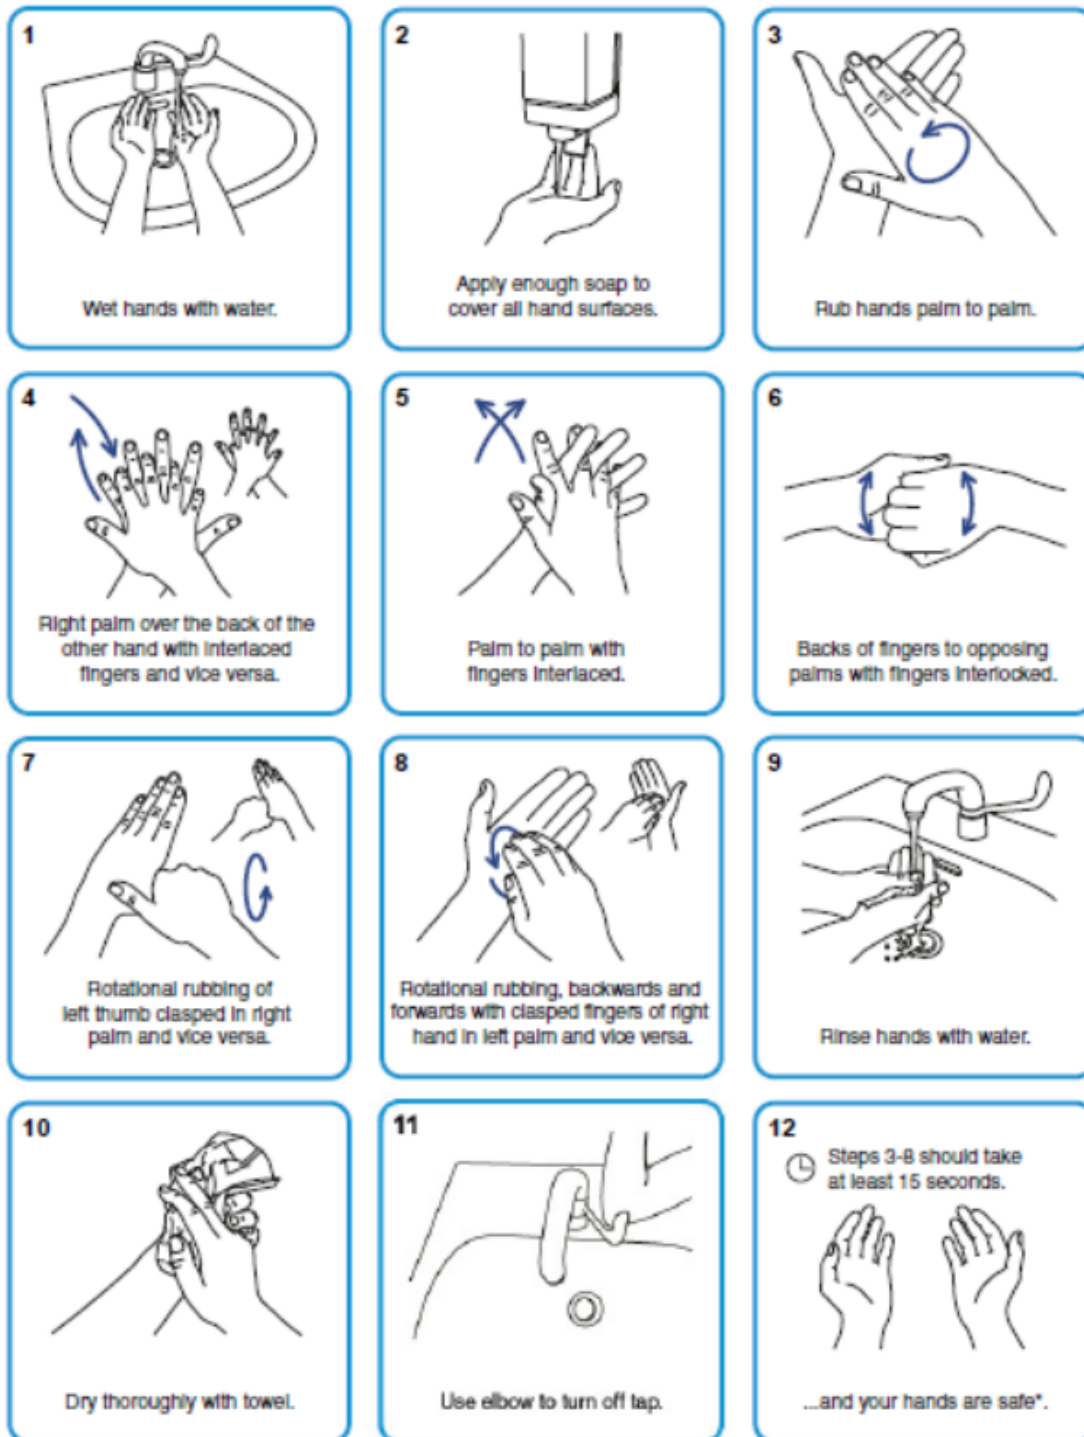 1
Wet hands with water.
2
Apply enough soap to
cover all hand surfaces.
3
Rub hands palm to palm.
4
Right palm over the back of the
other hand with interlaced
fingers and vice versa.
5
Palm to palm with
fingers interlaced.
6
Backs of fingers to opposing
palms with fingers interlocked.
7
Rotational rubbing of
left thumb clasped in right
palm and vice versa.
8
Rotational rubbing, backwards and
forwards with clasped fingers of right
hand in left palm and vice versa.
9
Rinse hands with water.
10
Dry thoroughly with towel.
11
Use elbow to turn off tap.
12
Steps 3-8 should take
at least 15 seconds.
...and your hands are safe*.